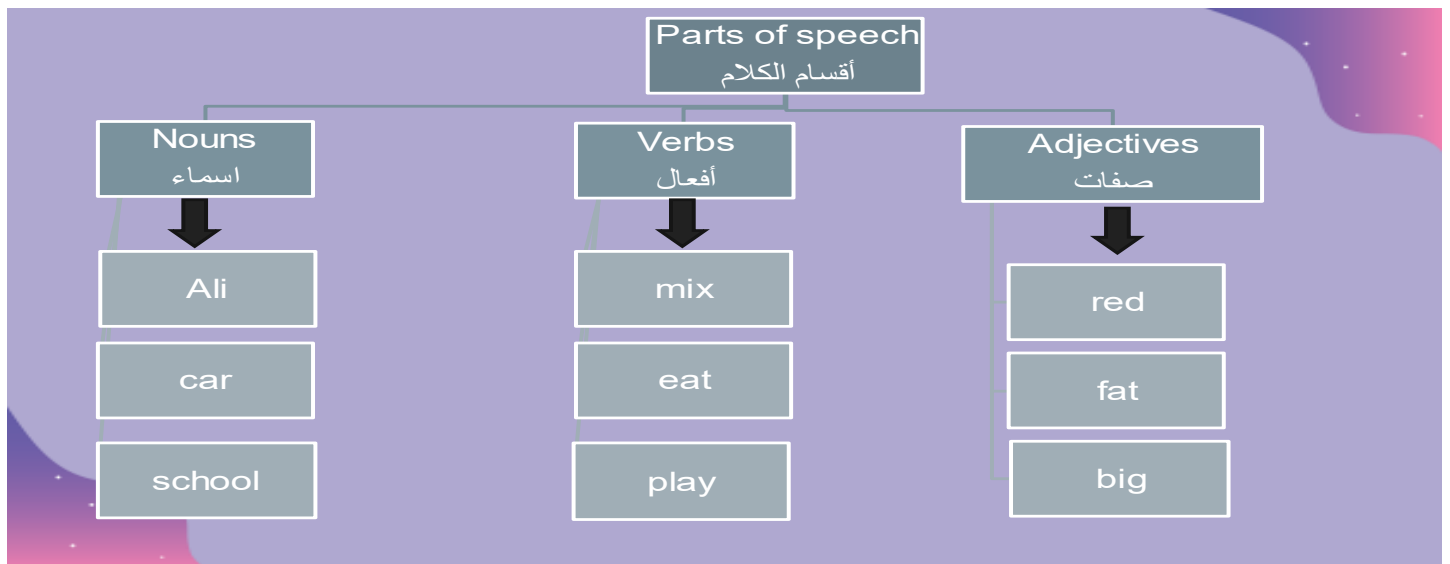 Parts of speech
أقسام الكلام
Nouns
اسماء
Verbs
أفعال
Adjectives
صفات
Ali
car
school
mix
eat
play
red
fat
big